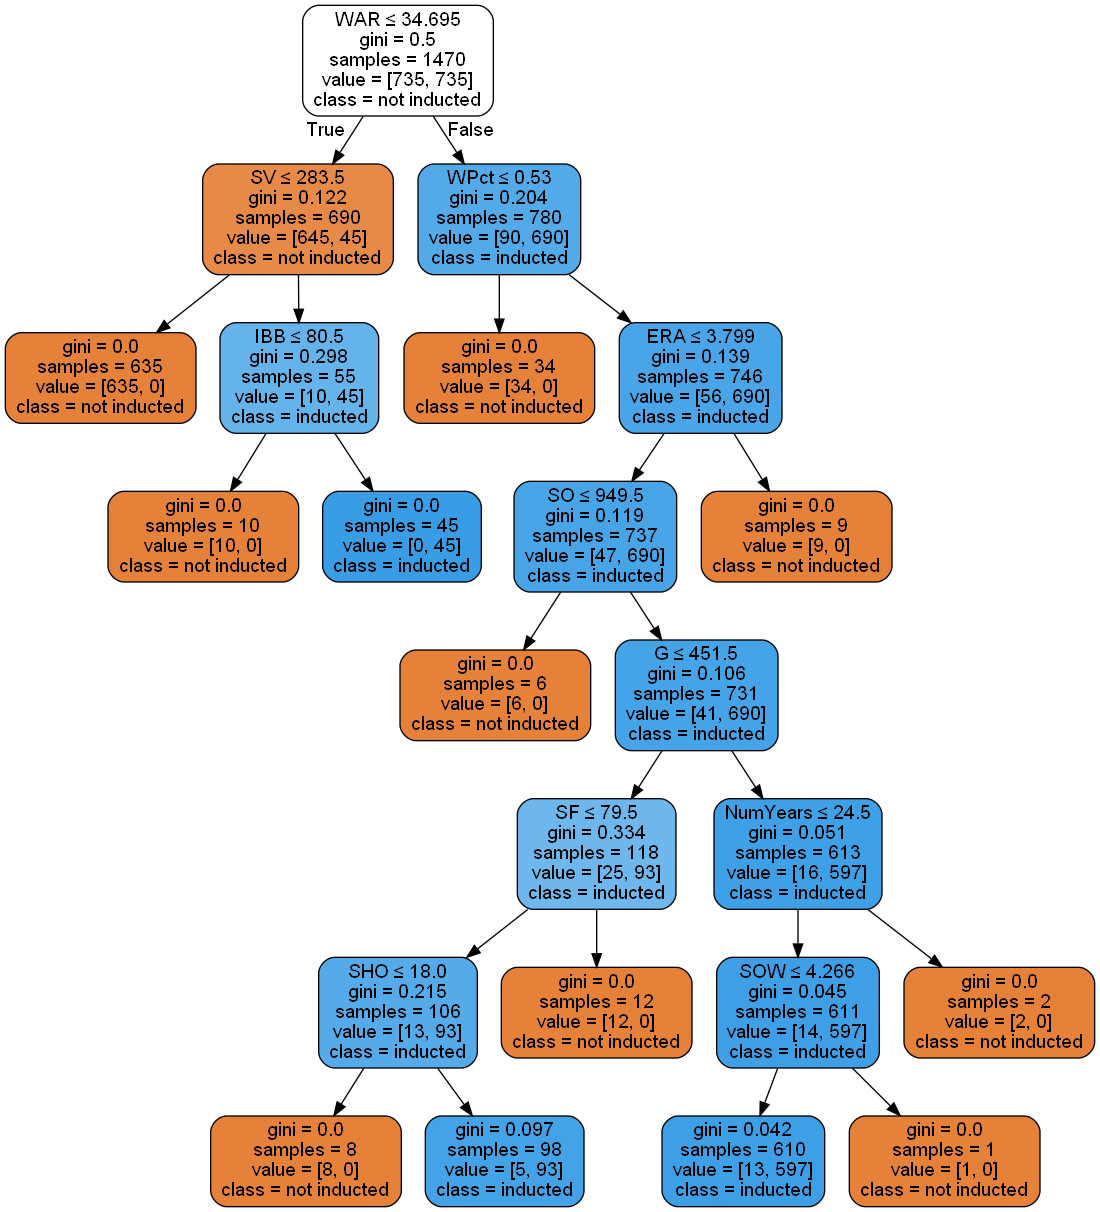 WAR ≤ 34.695
gini = 0.5
samples = 1470
value = [735, 735]
class = not inducted
True
False
SV ≤ 283.5
gini = 0.122
samples = 690
value = [645, 45]
class = not inducted
WPct ≤ 0.53
gini = 0.204
samples = 780
value = [90, 690]
class = inducted
gini = 0.0
samples = 635
value = [635, 0]
class = not inducted
IBB ≤ 80.5
gini = 0.298
samples = 55
value = [10, 45]
class = inducted
gini = 0.0
samples = 34
value = [34, 0]
class = not inducted
ERA ≤ 3.799
gini = 0.139
samples = 746
value = [56, 690]
class = inducted
gini = 0.0
samples = 10
value = [10, 0]
class = not inducted
gini = 0.0
samples = 45
value = [0, 45]
class = inducted
SO ≤ 949.5
gini = 0.119
samples = 737
value = [47, 690]
class = inducted
gini = 0.0
samples = 9
value = [9, 0]
class = not inducted
gini = 0.0
samples = 6
value = [6, 0]
class = not inducted
G ≤ 451.5
gini = 0.106
samples = 731
value = [41, 690]
class = inducted
SF ≤ 79.5
gini = 0.334
samples = 118
value = [25, 93]
class = inducted
NumYears ≤ 24.5
gini = 0.051
samples = 613
value = [16, 597]
class = inducted
SHO ≤ 18.0
gini = 0.215
samples = 106
value = [13, 93]
class = inducted
gini = 0.0
samples = 12
value = [12, 0]
class = not inducted
SOW ≤ 4.266
gini = 0.045
samples = 611
value = [14, 597]
class = inducted
gini = 0.0
samples = 2
value = [2, 0]
class = not inducted
gini = 0.0
samples = 8
value = [8, 0]
class = not inducted
gini = 0.097
samples = 98
value = [5, 93]
class = inducted
gini = 0.042
samples = 610
value = [13, 597]
class = inducted
gini = 0.0
samples = 1
value = [1, 0]
class = not inducted